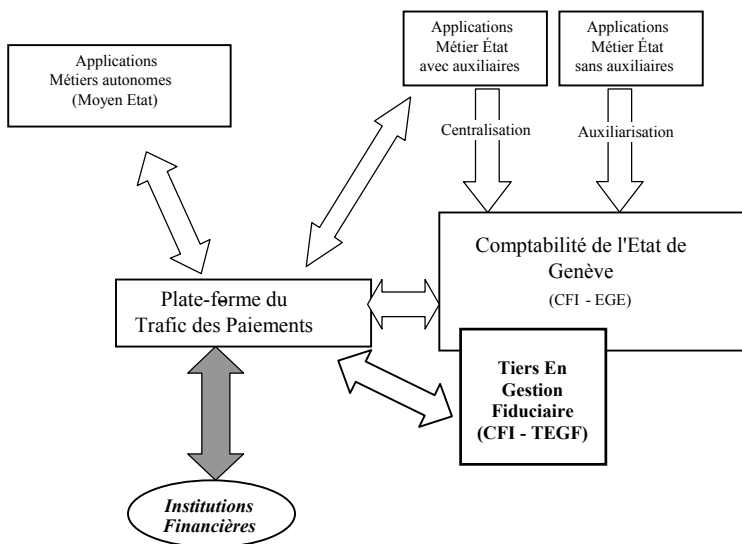 Applications
Métiers autonomes
(Moyen Etat)
Applications
Métier État
avec auxiliaires
Applications
Métier État
sans auxiliaires
Centralisation
Auxiliarisation
Comptabilité de l'Etat de
Genève
(CFI - EGE)
Plate-forme du
Trafic des Paiements
Tiers En
Gestion
Fiduciaire
(CFI - TEGF)
Institutions
Financières